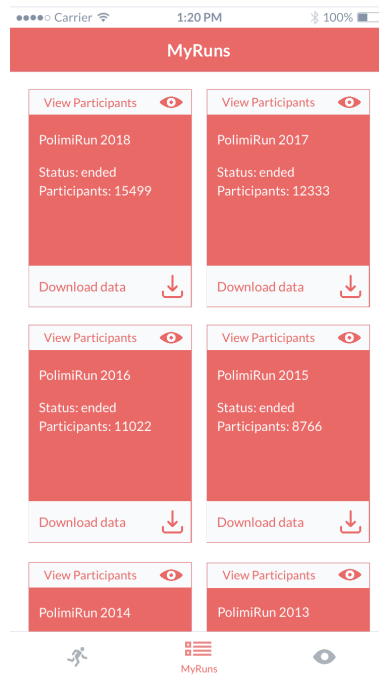 Carrier 1:20 PM 100%
MyRuns
View Participants
PolimiRun 2018
Status: ended
Participants: 15499
Download data
View Participants
PolimiRun 2017
Status: ended
Participants: 12333
Download data
View Participants
PolimiRun 2016
Status: ended
Participants: 11022
Download data
View Participants
PolimiRun 2015
Status: ended
Participants: 8766
Download data
View Participants
PolimiRun 2014
View Participants
PolimiRun 2013
MyRuns